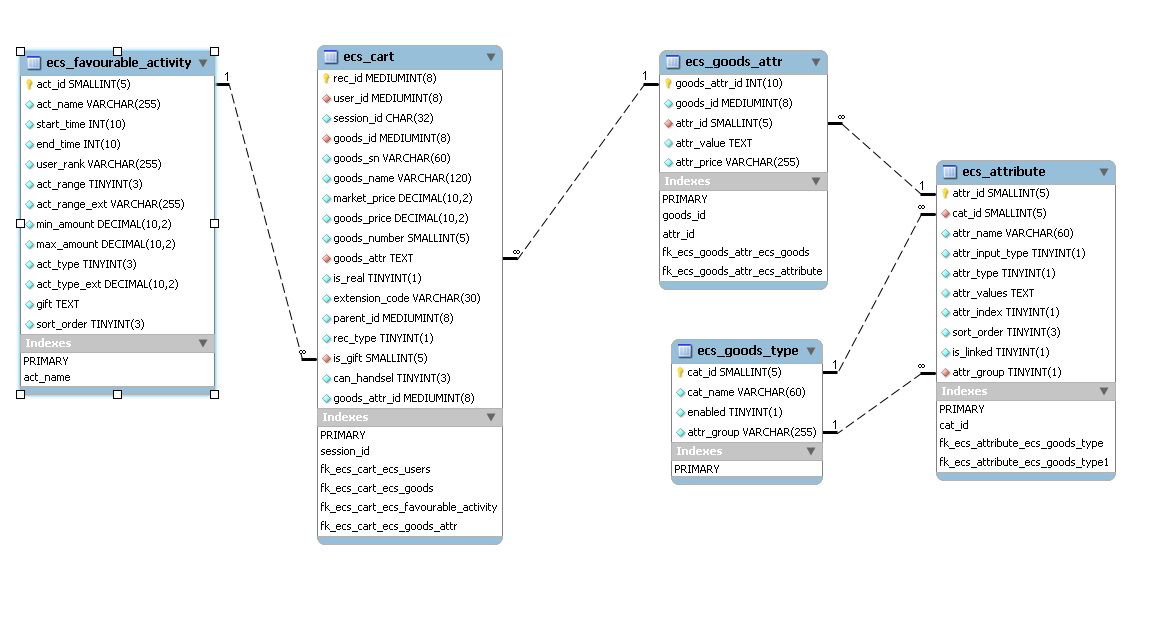 ecs_favourable_activity
act_id SMALLINT(5)
act_name VARCHAR(255)
start_time INT(10)
end_time INT(10)
user_rank VARCHAR(255)
act_range TINYINT(3)
act_range_ext VARCHAR(255)
min_amount DECIMAL(10,2)
max_amount DECIMAL(10,2)
act_type TINYINT(3)
act_type_ext DECIMAL(10,2)
gift TEXT
sort_order TINYINT(3)
Indexes
PRIMARY
act_name
1
∞
ecs_cart
rec_id MEDIUMINT(8)
user_id MEDIUMINT(8)
session_id CHAR(32)
goods_id MEDIUMINT(8)
goods_sn VARCHAR(60)
goods_name VARCHAR(120)
market_price DECIMAL(10,2)
goods_price DECIMAL(10,2)
goods_number SMALLINT(5)
goods_attr TEXT
is_real TINYINT(1)
extension_code VARCHAR(30)
parent_id MEDIUMINT(8)
rec_type TINYINT(1)
is_gift SMALLINT(5)
can_handsel TINYINT(3)
goods_attr_id MEDIUMINT(8)
Indexes
PRIMARY
session_id
fk_ecs_cart_ecs_users
fk_ecs_cart_ecs_goods
fk_ecs_cart_ecs_favourable_activity
fk_ecs_cart_ecs_goods_attr
∞
1
ecs_goods_attr
goods_attr_id INT(10)
goods_id MEDIUMINT(8)
attr_id SMALLINT(5)
attr_value TEXT
attr_price VARCHAR(255)
Indexes
PRIMARY
goods_id
attr_id
fk_ecs_goods_attr_ecs_goods
fk_ecs_goods_attr_ecs_attribute
∞
1
ecs_goods_type
cat_id SMALLINT(5)
cat_name VARCHAR(60)
enabled TINYINT(1)
attr_group VARCHAR(255)
Indexes
PRIMARY
1
∞
1
∞
ecs_attribute
attr_id SMALLINT(5)
cat_id SMALLINT(5)
attr_name VARCHAR(60)
attr_input_type TINYINT(1)
attr_type TINYINT(1)
attr_values TEXT
attr_index TINYINT(1)
sort_order TINYINT(3)
is_linked TINYINT(1)
attr_group TINYINT(1)
Indexes
PRIMARY
cat_id
fk_ecs_attribute_ecs_goods_type
fk_ecs_attribute_ecs_goods_type1